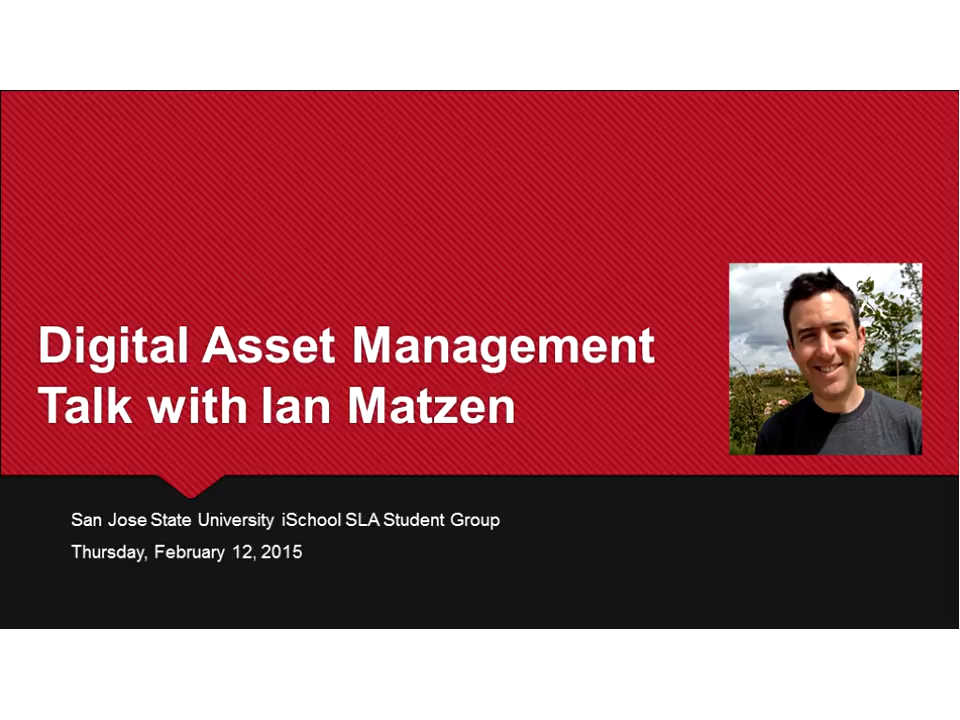 Digital Asset Management
Talk with Ian Matzen
San Jose State University iSchool SLA Student Group
Thursday, February 12, 2015